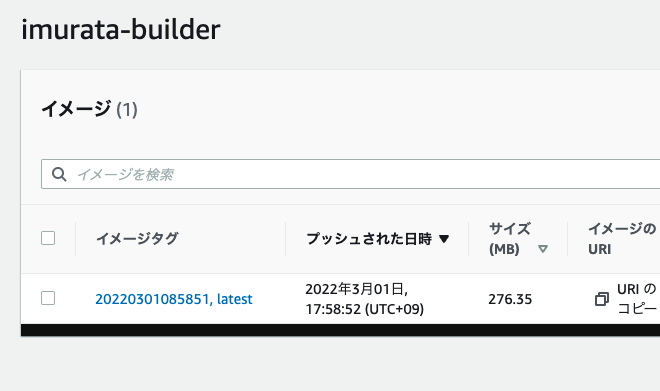 imurata-builder
イメージ (1)
イメージを検索
イメージタグ
プッシュされた日時 ▼
サイズ
(MB) ▽
イメージの
URI
20220301085851, latest
2022年3月01日,
17:58:52 (UTC+09)
276.35
URI の
コピー